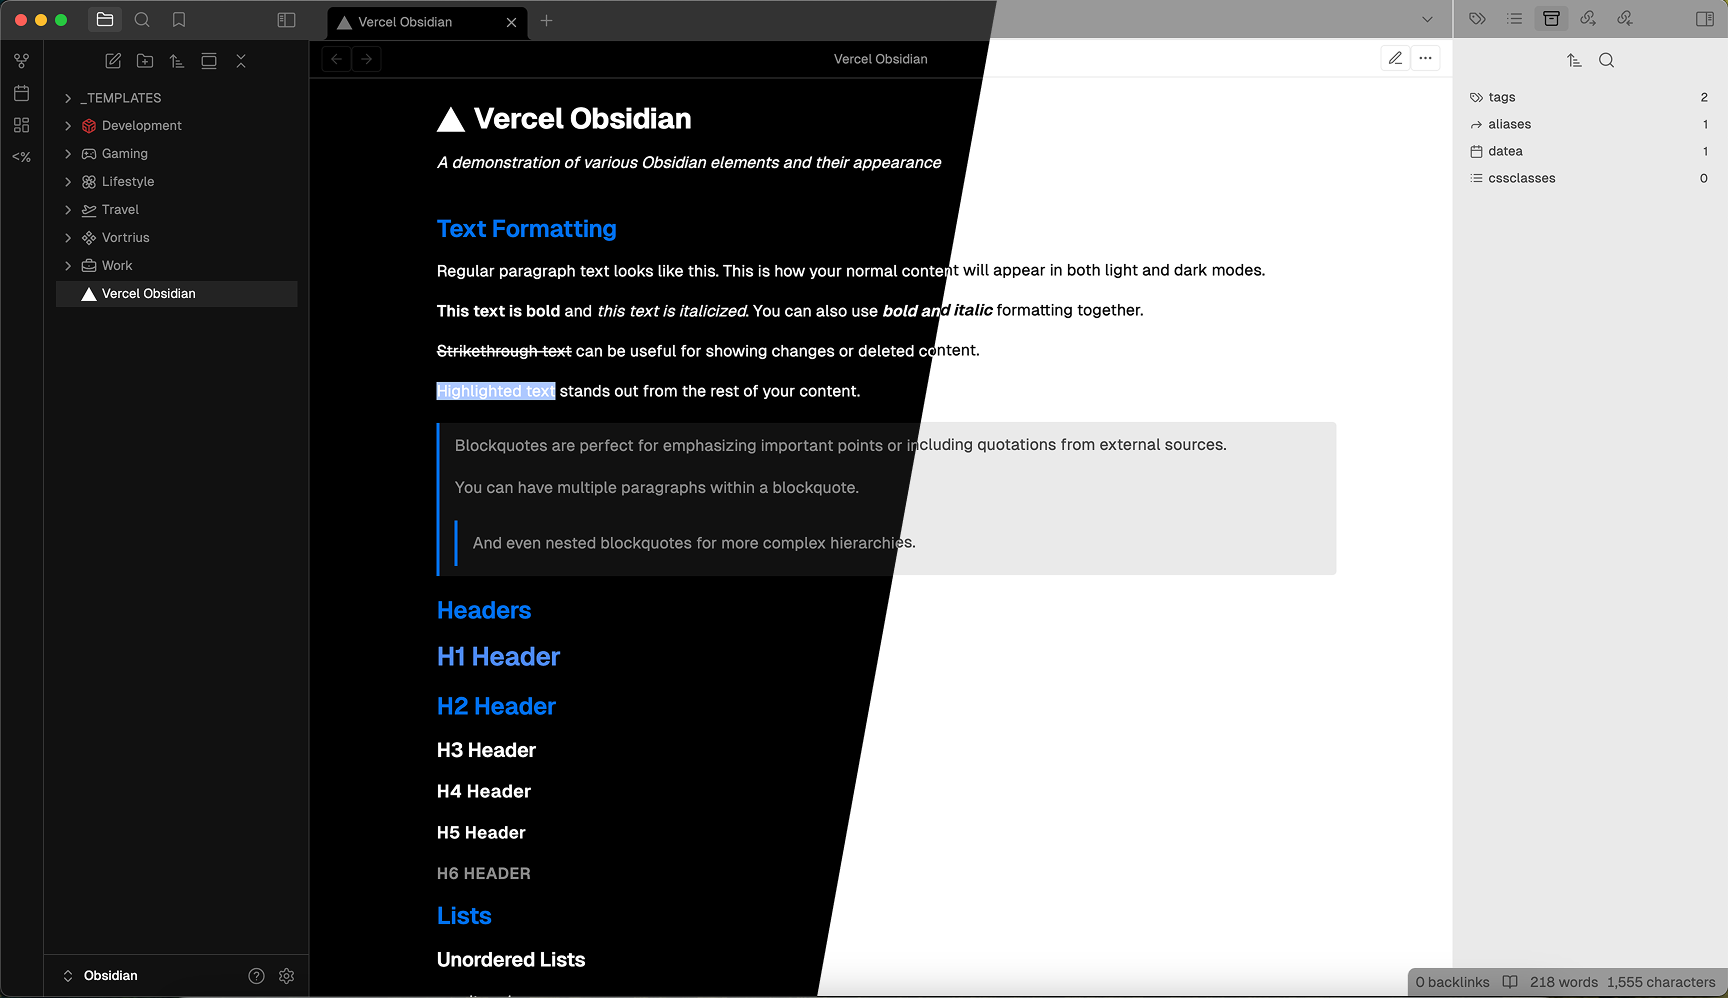 Vercel Obsidian
Vercel Obsidian
<%
_TEMPLATES
Development
Gaming
Lifestyle
Travel
Vortrius
Work
Vercel Obsidian
Obsidian
Vercel Obsidian
A demonstration of various Obsidian elements and their appearance
Text Formatting
Regular paragraph text looks like this. This is how your normal content will appear in both light and dark modes.
This text is bold and this text is italicized. You can also use bold and italic formatting together.
Strikethrough text can be useful for showing changes or deleted content.
Highlighted text stands out from the rest of your content.
Blockquotes are perfect for emphasizing important points or including quotations from external sources.
You can have multiple paragraphs within a blockquote.
And even nested blockquotes for more complex hierarchies.
Headers
H1 Header
H2 Header
H3 Header
H4 Header
H5 Header
H6 HEADER
Lists
Unordered Lists
tags 2
aliases 1
datea 1
cssclasses 0
0 backlinks 218 words 1,555 characters